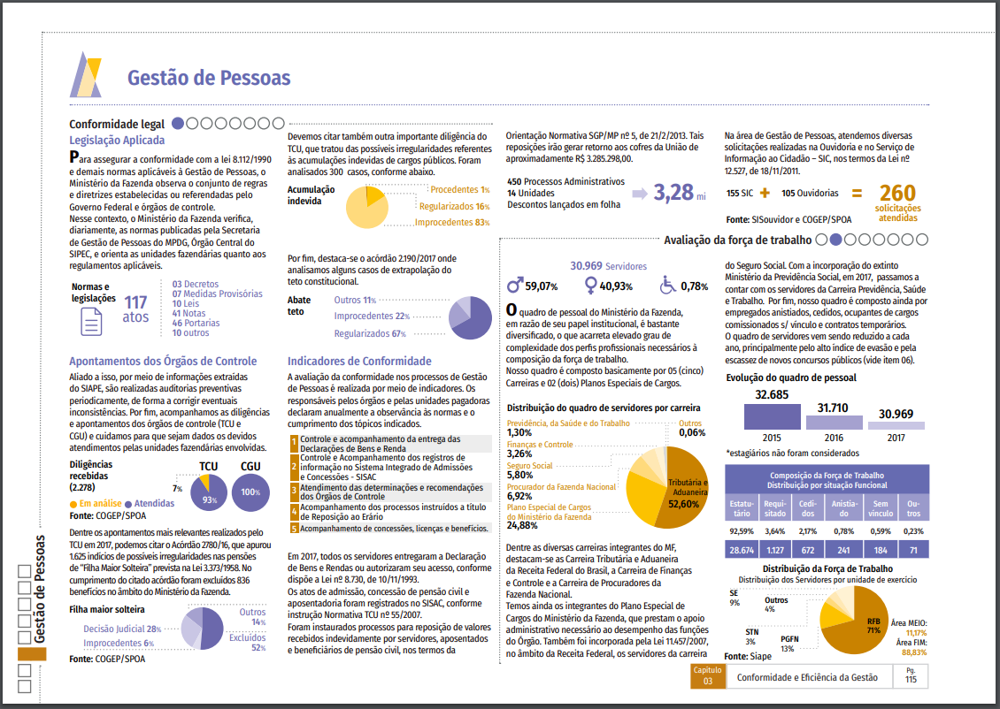 Gestão de Pessoas
Conformidade legal
Legislação Aplicada
Para assegurar a conformidade com a lei 8.112/1990
e demais normas aplicáveis à Gestão de Pessoas, o
Ministério da Fazenda observa o conjunto de regras
e diretrizes estabelecidas ou referendadas pelo
Governo Federal e órgãos de controle.
Nesse contexto, o Ministério da Fazenda verifica,
diariamente, as normas publicadas pela Secretaria
de Gestão de Pessoas do MPDG, Órgão Central do
SIPEC, e orienta as unidades fazendárias quanto aos
regulamentos aplicáveis.
Normas e
legislações
117
atos
03 Decretos
07 Medidas Provisórias
10 Leis
41 Notas
46 Portarias
10 outros
Apontamentos dos Órgãos de Controle
Aliado a isso, por meio de informações extraídas
do SIAPE, são realizadas auditorias preventivas
periodicamente, de forma a corrigir eventuais
inconsistências. Por fim, acompanhamos as diligências
e apontamentos dos órgãos de controle (TCU e
CGU) e cuidamos para que sejam dados os devidos
atendimentos pelas unidades fazendárias envolvidas.
Diligências
recebidas
(2.278)
TCU
CGU
7%
93%
100%
Em análise
Atendidas
Fonte: COGEP/SPOA
Dentre os apontamentos mais relevantes realizados pelo
TCU em 2017, podemos citar o Acórdão 2780/16, que apurou
1.625 indícios de possíveis irregularidades nas pensões
de “Filha Maior Solteira” prevista na Lei 3.373/1958. No
cumprimento do citado acórdão foram excluídos 836
benefícios no âmbito do Ministério da Fazenda.
Filha maior solteira
Decisão Judicial 28%
Improcedentes 6%
Outros
14%
Excluídos
52%
Fonte: COGEP/SPOA
Devemos citar também outra importante diligência do
TCU, que tratou das possíveis irregularidades referentes
às acumulações indevidas de cargos públicos. Foram
analisados 300 casos, conforme abaixo.
Acumulação
indevida
Procedentes 1%
Regularizados 16%
Improcedentes 83%
Por fim, destaca-se o acórdão 2.190/2017 onde
analisamos alguns casos de extrapolação do
teto constitucional.
Abate
teto
Outros 11%
Improcedentes 22%
Regularizados 67%
Indicadores de Conformidade
A avaliação da conformidade nos processos de Gestão
de Pessoas é realizada por meio de indicadores. Os
responsáveis pelos órgãos e pelas unidades pagadoras
declaram anualmente a observância às normas e o
cumprimento dos tópicos indicados.
1 Controle e acompanhamento da entrega das
Declarações de Bens e Renda
2 Controle e Acompanhamento dos registros de
informação no Sistema Integrado de Admissões
e Concessões - SISAC
3 Atendimento das determinações e recomendações
dos Órgãos de Controle
4 Acompanhamento dos processos instruídos a título
de Reposição ao Erário
5 Acompanhamento de concessões, licenças e benefícios.
Em 2017, todos os servidores entregaram a Declaração
de Bens e Rendas ou autorizaram seu acesso, conforme
dispõe a Lei nº 8.730, de 10/11/1993.
Os atos de admissão, concessão de pensão civil e
aposentadoria foram registrados no SISAC, conforme
instrução Normativa TCU nº 55/2007.
Foram instaurados processos para reposição de valores
recebidos indevidamente por servidores, aposentados
e beneficiários de pensão civil, nos termos da
Orientação Normativa SGP/MP nº 5, de 21/2/2013. Tais
reposições irão gerar retorno aos cofres da União de
aproximadamente R$ 3.285.298,00.
450 Processos Administrativos
14 Unidades
Descontos lançados em folha
3,28 mi
Na área de Gestão de Pessoas, atendemos diversas
solicitações realizadas na Ouvidoria e no Serviço de
Informação ao Cidadão – SIC, nos termos da Lei nº
12.527, de 18/11/2011.
155 SIC + 105 Ouvidorias = 260
solicitações
atendidas
Fonte: SISouvidor e COGEP/SPOA
Avaliação da força de trabalho
30.969 Servidores
59,07%
40,93%
0,78%
O quadro de pessoal do Ministério da Fazenda,
em razão de seu papel institucional, é bastante
diversificado, o que acarreta elevado grau de
complexidade dos perfis profissionais necessários à
composição da força de trabalho.
Nosso quadro é composto basicamente por 05 (cinco)
Carreiras e 02 (dois) Planos Especiais de Cargos.
Distribuição do quadro de servidores por carreira
Previdência, da Saúde e do Trabalho
1,30%
Outros
0,06%
Finanças e Controle
3,26%
Seguro Social
5,80%
Procurador da Fazenda Nacional
6,92%
Plano Especial de Cargos
do Ministério da Fazenda
24,88%
Tributária e
Aduaneira
52,60%
Dentre as diversas carreiras integrantes do MF,
destacam-se as Carreira Tributária e Aduaneira
da Receita Federal do Brasil, a Carreira de Finanças
e Controle e a Carreira de Procuradores da
Fazenda Nacional.
Temos ainda os integrantes do Plano Especial de
Cargos do Ministério da Fazenda, que prestam o apoio
administrativo necessário ao desempenho das funções
do Órgão. Também foi incorporada pela Lei 11.457/2007,
no âmbito da Receita Federal, os servidores da carreira
do Seguro Social. Com a incorporação do extinto
Ministério da Previdência Social, em 2017, passamos a
contar com os servidores da Carreira Previdência, Saúde
e Trabalho. Por fim, nosso quadro é composto ainda por
empregados anistiados, cedidos, ocupantes de cargos
comissionados s/ vinculo e contratos temporários.
O quadro de servidores vem sendo reduzido a cada
ano, principalmente pelo alto índice de evasão e pela
escassez de novos concursos públicos (vide item 06).
Evolução do quadro de pessoal
32.685
31.710
30.969
2015
2016
2017
*estagiários não foram considerados
Composição da Força de Trabalho
Distribuição por situação Funcional
Estatu-
tário
Requi-
sitado
Cedi-
dos
Anistia-
do
Sem
vínculo
Ou-
tros
92,59% 3,64% 2,17% 0,78% 0,59% 0,23%
28.674 1.127 672 241 184 71
Distribuição da Força de Trabalho
Distribuição dos Servidores por unidade de exercício
SE
9%
Outros
4%
STN
3%
PGFN
13%
RFB
71%
Área MEIO:
11,17%
Área FIM:
88,83%
Fonte: Siape
Gestão de Pessoas
Capítulo
03
Conformidade e Eficiência da Gestão
Pg.
115